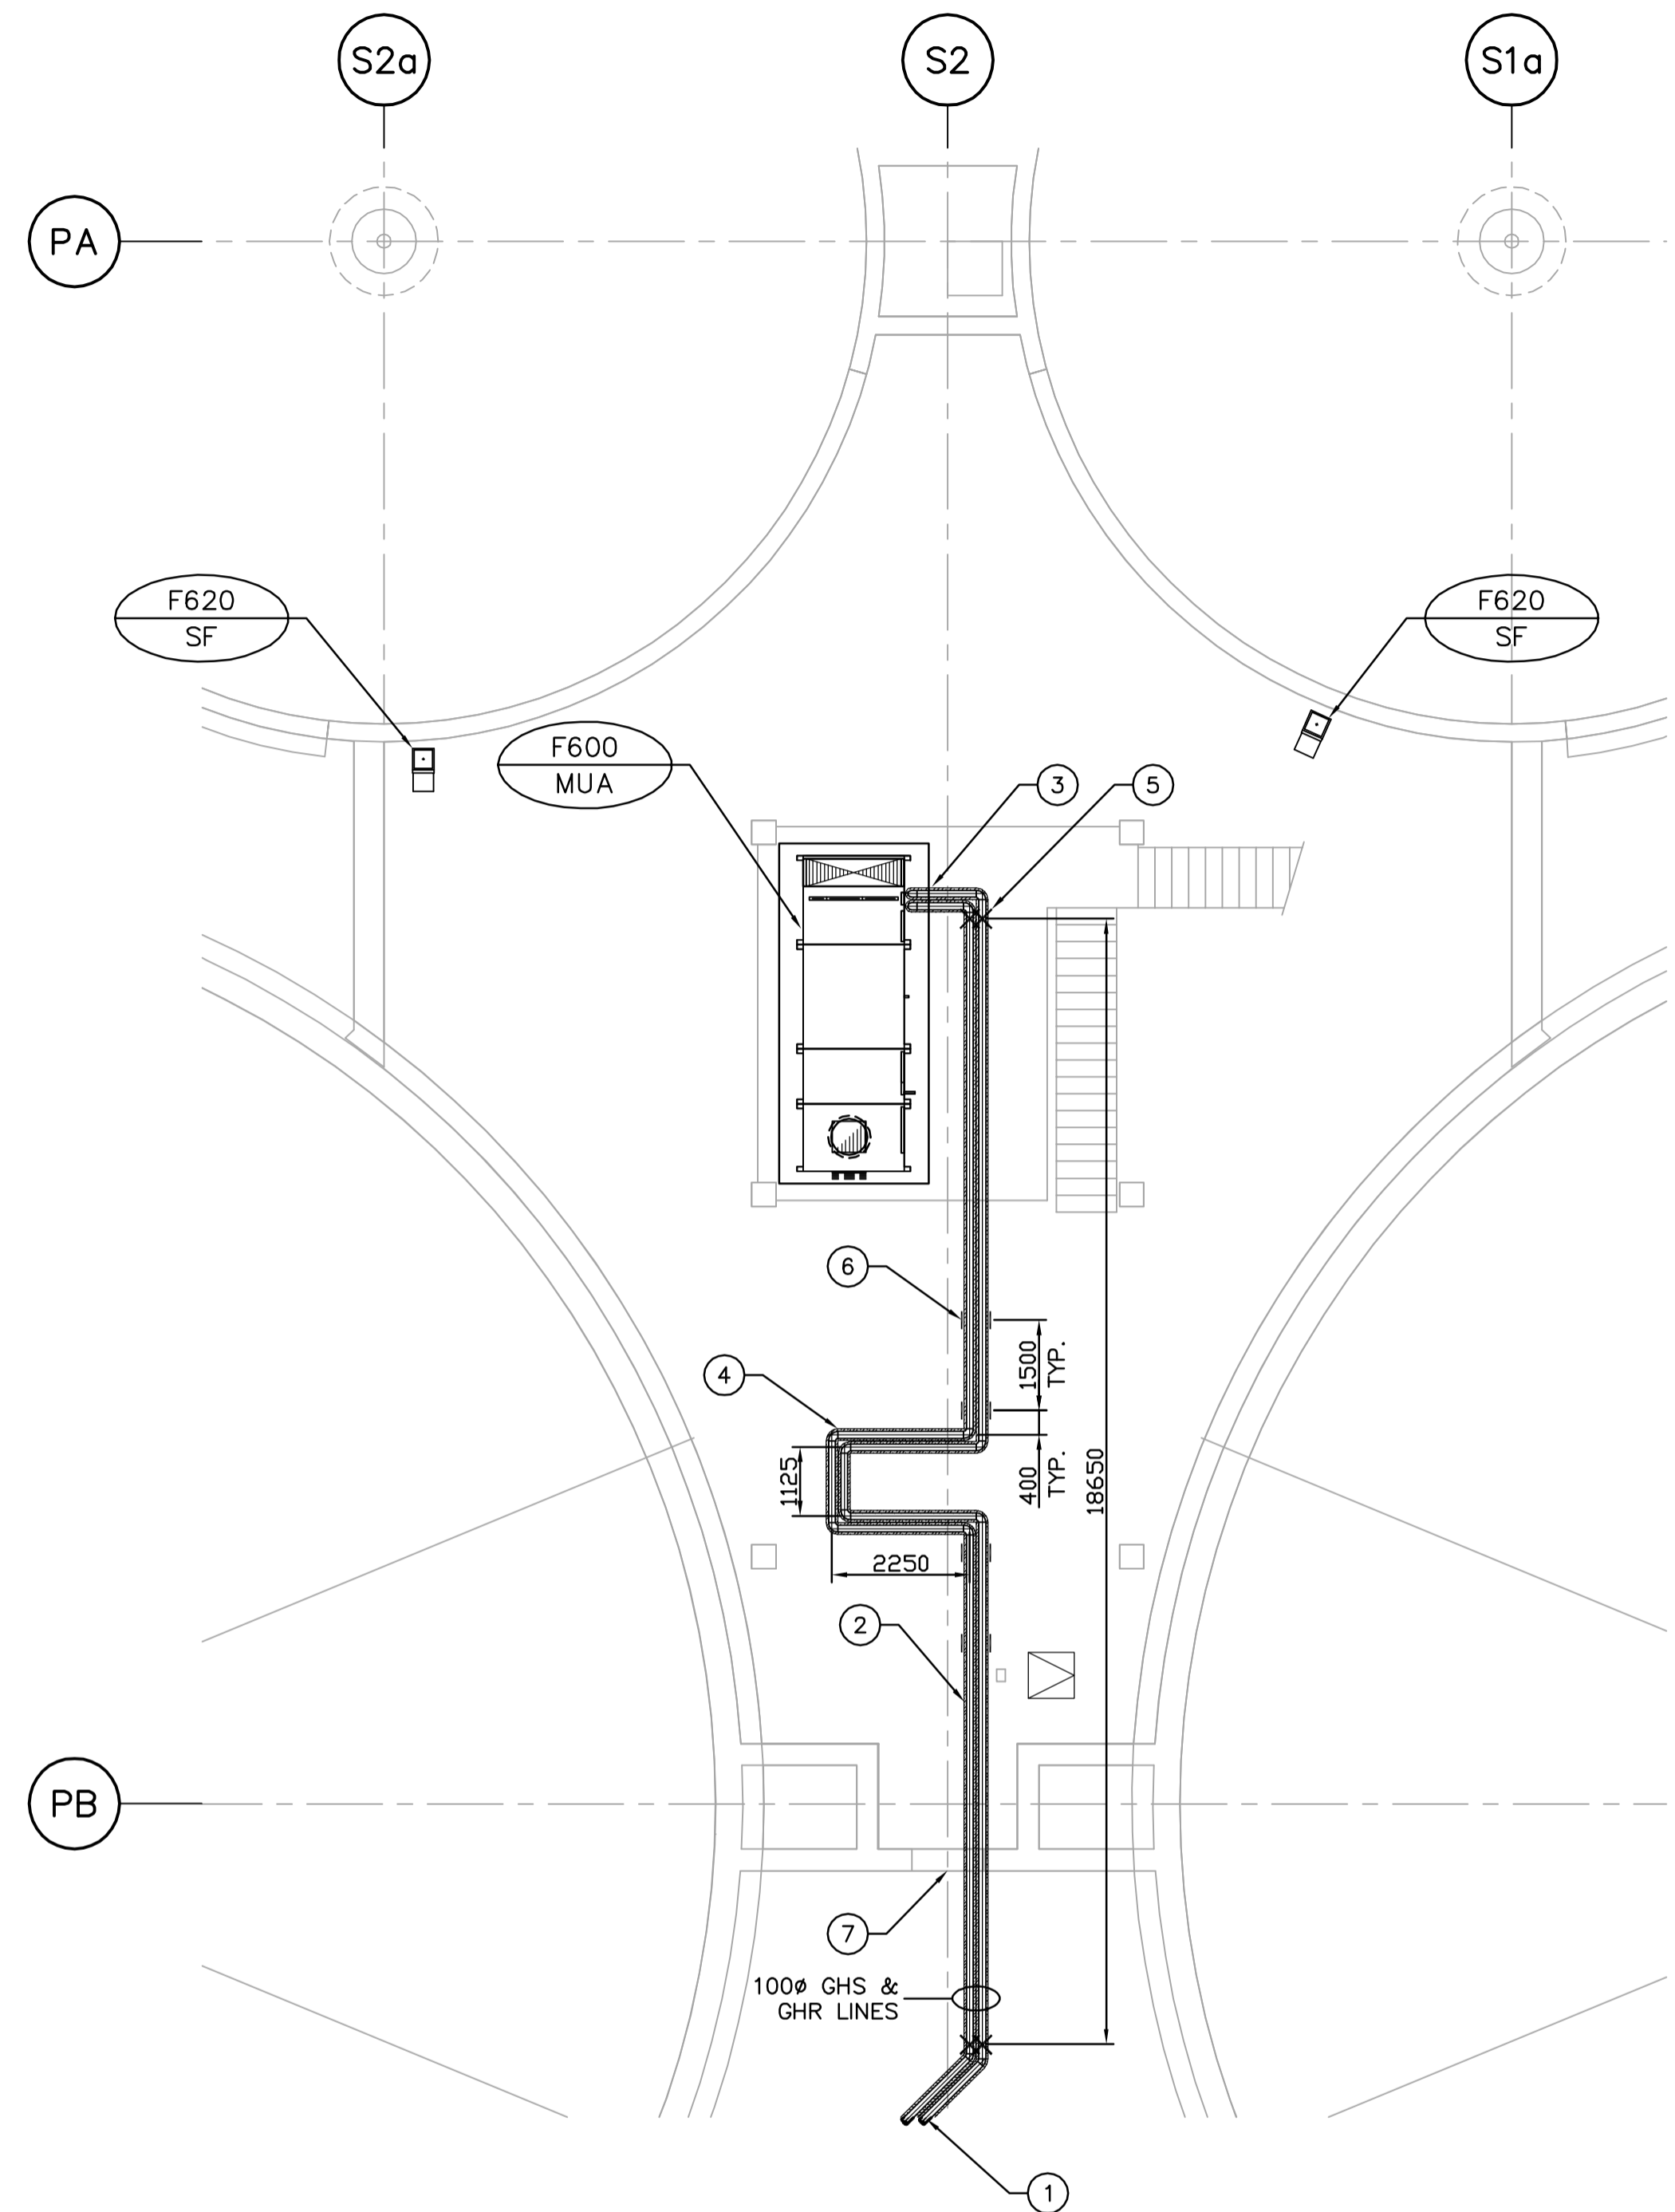 S2a
S2
S1a
PA
F620
SF
F620
SF
F600
MUA
3
5
6
1500
TYP.
4
400
TYP.
1125
18650
2250
2
PB
7
100ø GHS &
GHR LINES
1